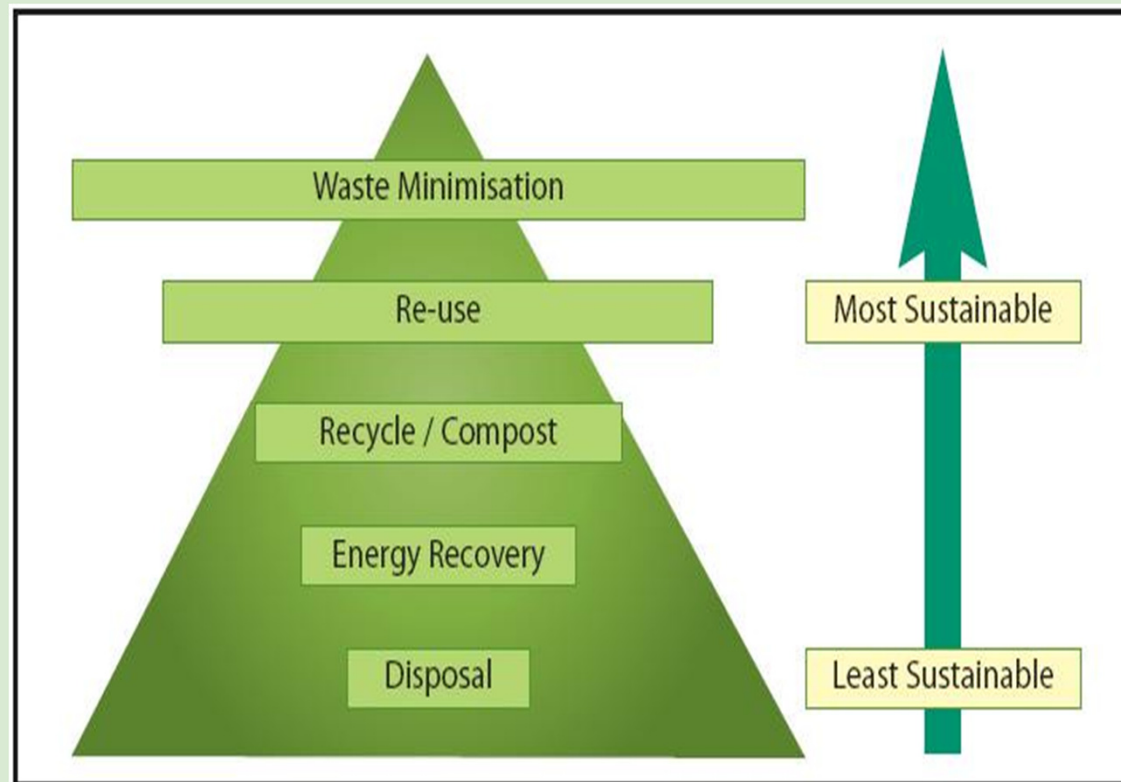 Waste Minimisation
Re-use
Most Sustainable
Recycle / Compost
Energy Recovery
Disposal
Least Sustainable